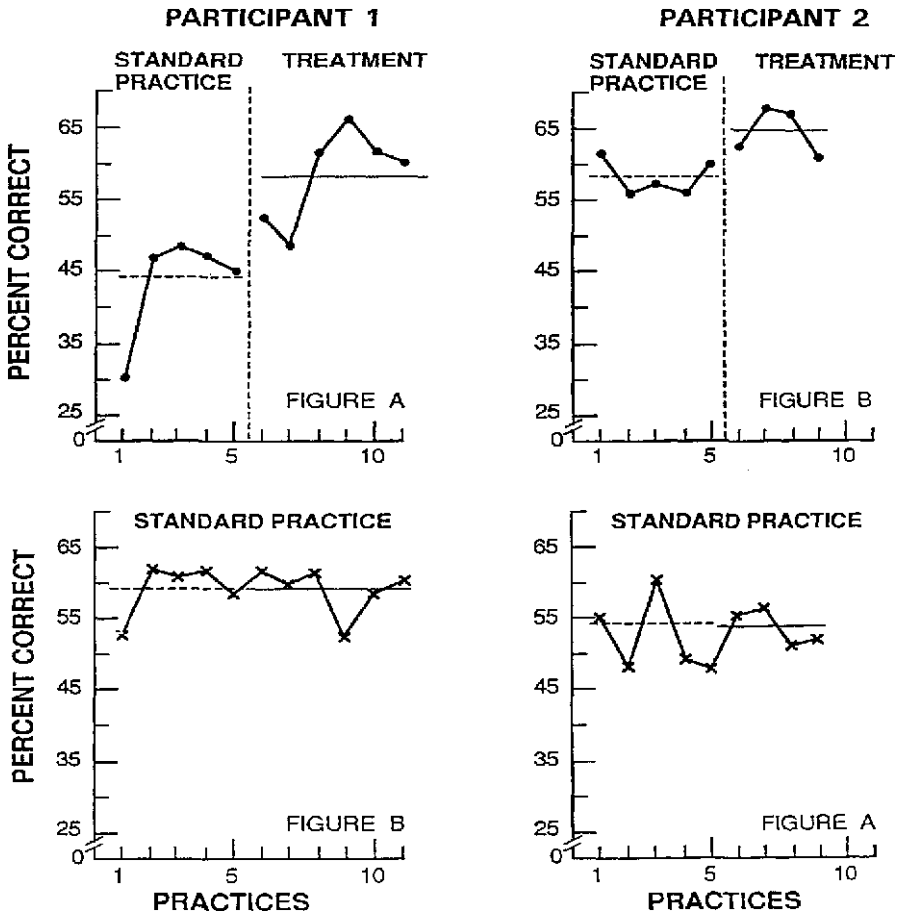 PARTICIPANT 1
PARTICIPANT 2
STANDARD PRACTICE
TREATMENT
STANDARD PRACTICE
TREATMENT
PERCENT CORRECT
65
55
45
35
25
0
1
5
10
FIGURE A
65
55
45
35
25
0
1
5
10
FIGURE B
STANDARD PRACTICE
PERCENT CORRECT
65
55
45
35
25
0
1
5
10
FIGURE B
PRACTICES
STANDARD PRACTICE
65
55
45
35
25
0
1
5
10
FIGURE A
PRACTICES